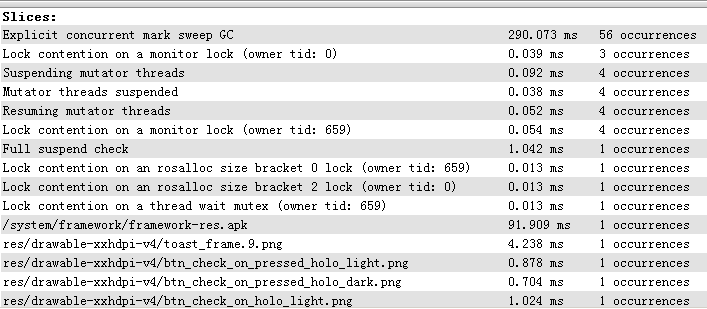 Slices:
Explicit concurrent mark sweep GC 290.073 ms 56 occurrences
Lock contention on a monitor lock (owner tid: 0) 0.039 ms 3 occurrences
Suspending mutator threads 0.092 ms 4 occurrences
Mutator threads suspended 0.038 ms 4 occurrences
Resuming mutator threads 0.052 ms 4 occurrences
Lock contention on a monitor lock (owner tid: 659) 0.054 ms 4 occurrences
Full suspend check 1.042 ms 1 occurrences
Lock contention on an rosalloc size bracket 0 lock (owner tid: 659) 0.013 ms 1 occurrences
Lock contention on an rosalloc size bracket 2 lock (owner tid: 0) 0.013 ms 1 occurrences
Lock contention on a thread wait mutex (owner tid: 659) 0.013 ms 1 occurrences
/system/framework/framework-res.apk 91.909 ms 1 occurrences
res/drawable-xxhdpi-v4/toast_frame.9.png 4.238 ms 1 occurrences
res/drawable-xxhdpi-v4/btn_check_on_pressed_holo_light.png 0.878 ms 1 occurrences
res/drawable-xxhdpi-v4/btn_check_on_pressed_holo_dark.png 0.704 ms 1 occurrences
res/drawable-xxhdpi-v4/btn_check_on_holo_light.png 1.024 ms 1 occurrences